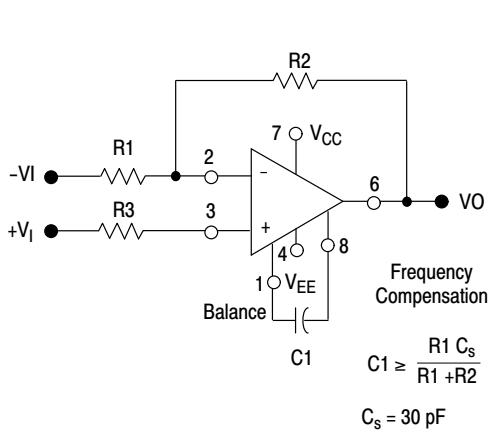 R2
7 VCC
R1
2
–VI
–
6
VO
R3
3
+VI
+
4
8
1 VEE
Balance
C1
Frequency
Compensation
C1 ≥ R1 Cs
R1 +R2
Cs = 30 pF